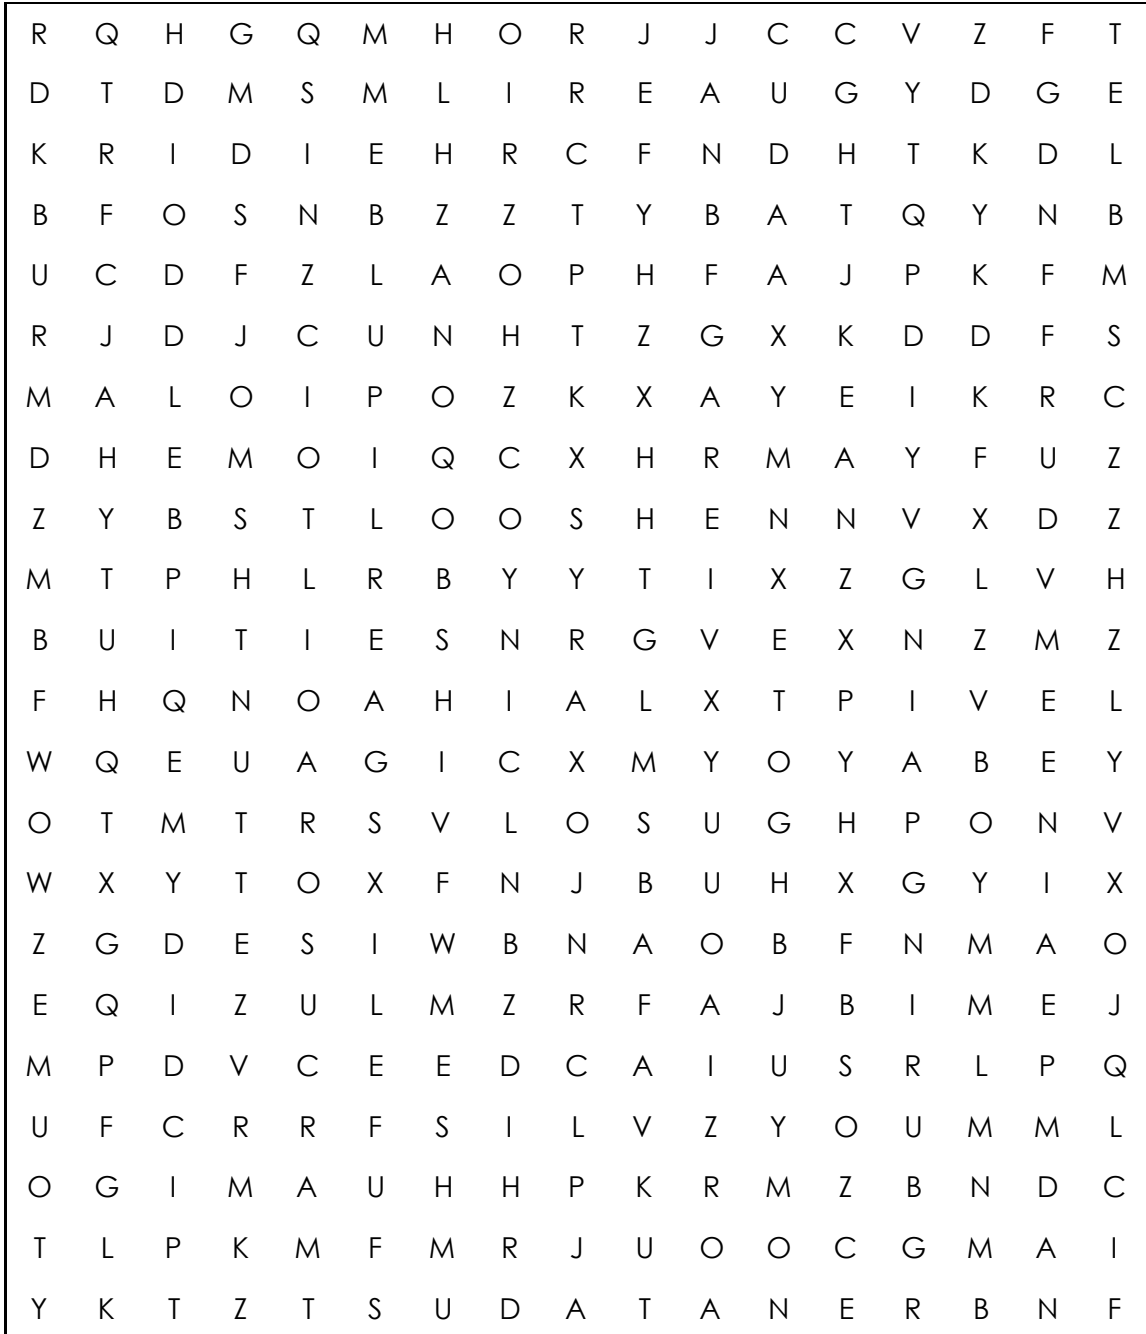 R Q H G Q M H O R J J C C V Z F T
D T D M S M L I R E A U G Y D G E
K R I D I E H R C F N D H T K D L
B F O S N B Z Z T Y B A T Q Y N B
U C D F Z L A O P H F A J P K F M
R J D J C U N H T Z G X K D D F S
M A L O I P O Z K X A Y E I K R C
D H E M O I Q C X H R M A Y F U Z
Z Y B S T L O O S H E N N V X D Z
M T P H L R B Y Y T I X Z G L V H
B U I T I E S N R G V E X N Z M Z
F H Q N O A H I A L X T P I V E L
W Q E U A G I C X M Y O Y A B E Y
O T M T R S V L O S U G H P O N V
W X Y T O X F N J B U H X G Y I X
Z G D E S I W B N A O B F N M A O
E Q I Z U L M Z R F A J B I M E J
M P D V C E E D C A I U S R L P Q
U F C R R F S I L V Z Y O U M M L
O G I M A U H H P K R M Z B N D C
T L P K M F M R J U O O C G M A I
Y K T Z T S U D A T A N E R B N F